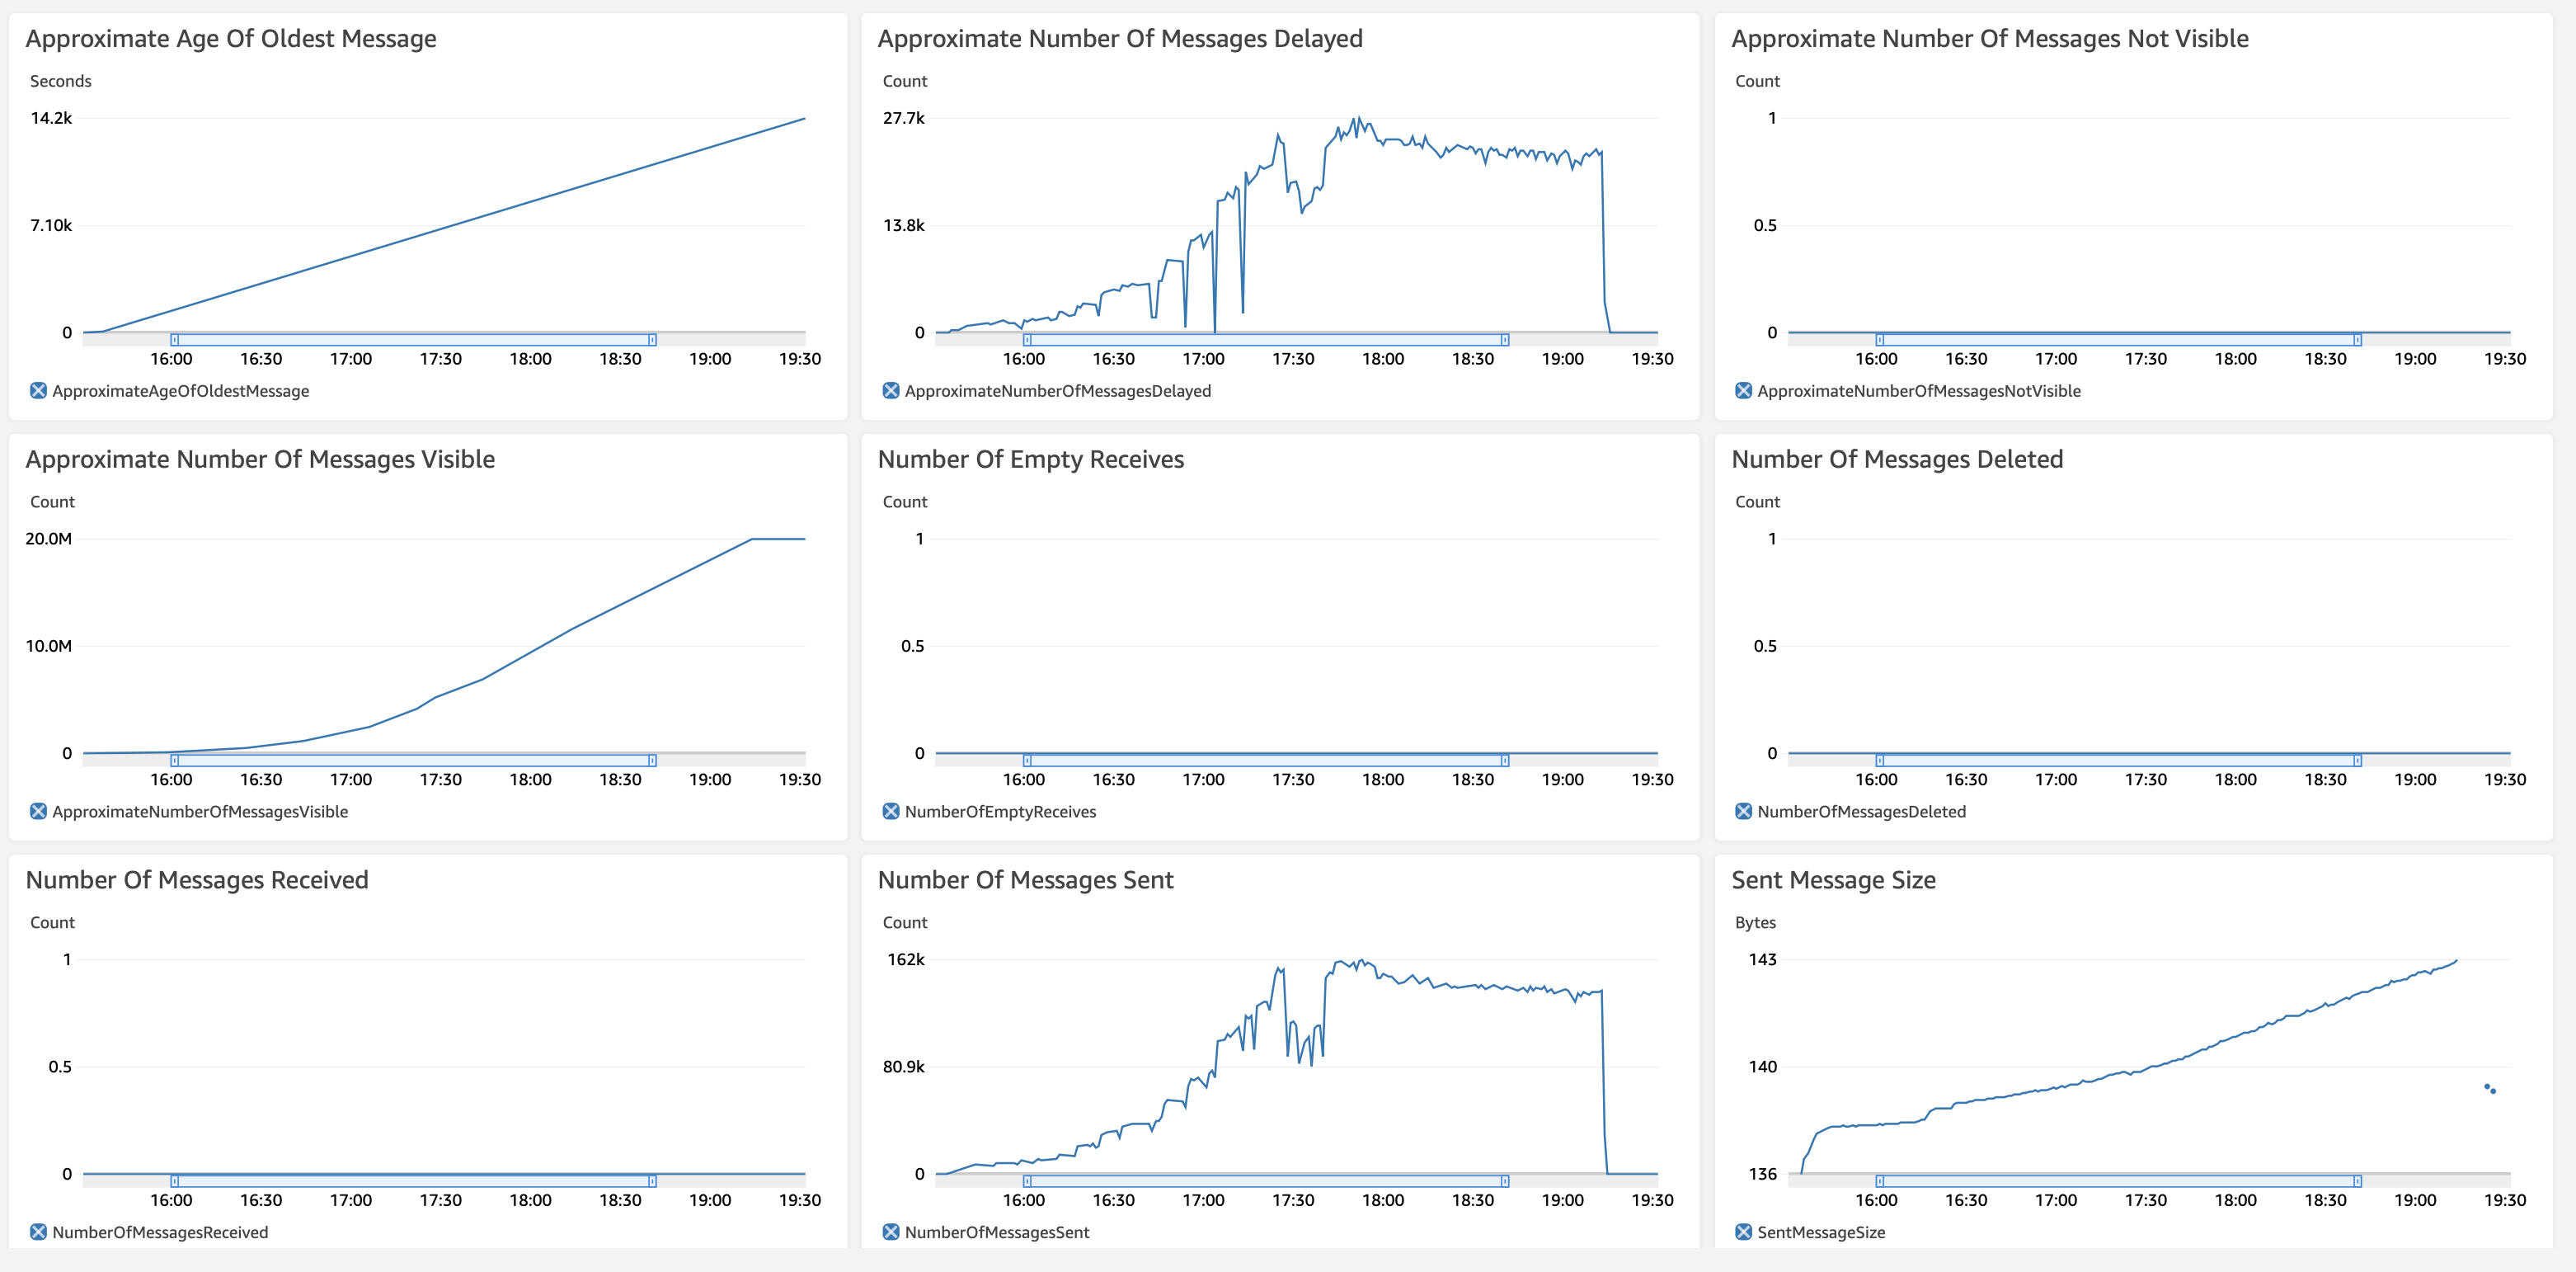 Approximate Age Of Oldest Message
Seconds
14.2k
7.10k
0
16:00 16:30 17:00 17:30 18:00 18:30 19:00 19:30
ApproximateAgeOfOldestMessage
Approximate Number Of Messages Delayed
Count
27.7k
13.8k
0
16:00 16:30 17:00 17:30 18:00 18:30 19:00 19:30
ApproximateNumberOfMessagesDelayed
Approximate Number Of Messages Not Visible
Count
1
0.5
0
16:00 16:30 17:00 17:30 18:00 18:30 19:00 19:30
ApproximateNumberOfMessagesNotVisible
Approximate Number Of Messages Visible
Count
20.0M
10.0M
0
16:00 16:30 17:00 17:30 18:00 18:30 19:00 19:30
ApproximateNumberOfMessagesVisible
Number Of Empty Receives
Count
1
0.5
0
16:00 16:30 17:00 17:30 18:00 18:30 19:00 19:30
NumberOfEmptyReceives
Number Of Messages Deleted
Count
1
0.5
0
16:00 16:30 17:00 17:30 18:00 18:30 19:00 19:30
NumberOfMessagesDeleted
Number Of Messages Received
Count
1
0.5
0
16:00 16:30 17:00 17:30 18:00 18:30 19:00 19:30
NumberOfMessagesReceived
Number Of Messages Sent
Count
162k
80.9k
0
16:00 16:30 17:00 17:30 18:00 18:30 19:00 19:30
NumberOfMessagesSent
Sent Message Size
Bytes
143
140
136
16:00 16:30 17:00 17:30 18:00 18:30 19:00 19:30
SentMessageSize